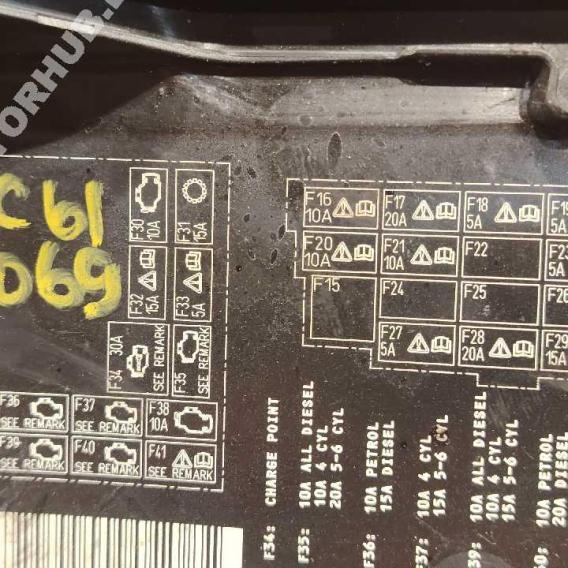 C61
069
F30
10A
F31
15A
F32
15A
F33
5A
F34 30A
SEE REMARK
F35
SEE REMARK
F36
SEE REMARK
F37
SEE REMARK
F38
10A
F39
SEE REMARK
F40
SEE REMARK
F41
SEE REMARK
F16
10A
F17
20A
F18
5A
F19
5A
F20
10A
F21
10A
F22
F23
5A
F15
F24
F25
F26
F27
5A
F28
20A
F29
15A
F34: CHARGE POINT
F35: 10A ALL DIESEL
10A 4 CYL
20A 5-6 CYL
F36: 10A PETROL
15A DIESEL
F37: 10A 4 CYL
15A 5-6 CYL
F39: 10A ALL DIESEL
10A 4 CYL
15A 5-6 CYL
F40: 10A PETROL
20A DIESEL